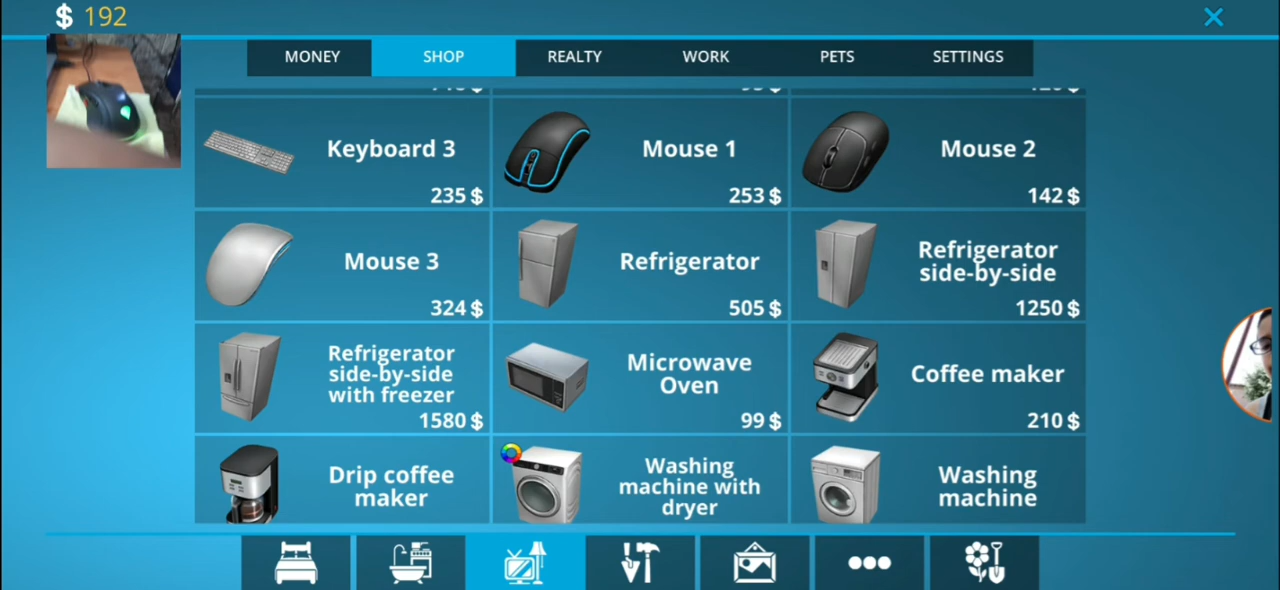 $ 192
MONEY
SHOP
REALTY
WORK
PETS
SETTINGS
Keyboard 3
235 $
Mouse 1
253 $
Mouse 2
142 $
Mouse 3
324 $
Refrigerator
505 $
Refrigerator
side-by-side
1250 $
Refrigerator
side-by-side
with freezer
1580 $
Microwave
Oven
99 $
Coffee maker
210 $
Drip coffee
maker
Washing
machine with
dryer
Washing
machine